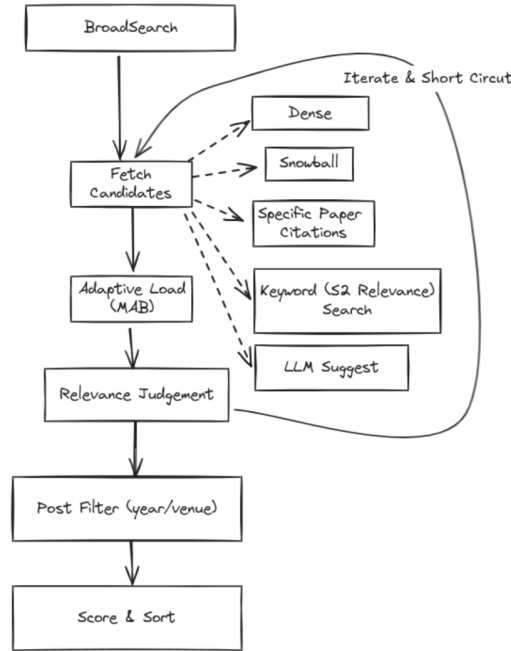 BroadSearch
Iterate & Short Circut
Dense
Fetch
Candidates
Snowball
Specific Paper
Citations
Adaptive Load
(MAB)
Keyword (S2 Relevance)
Search
LLM Suggest
Relevance Judgement
Post Filter (year/venue)
Score & Sort